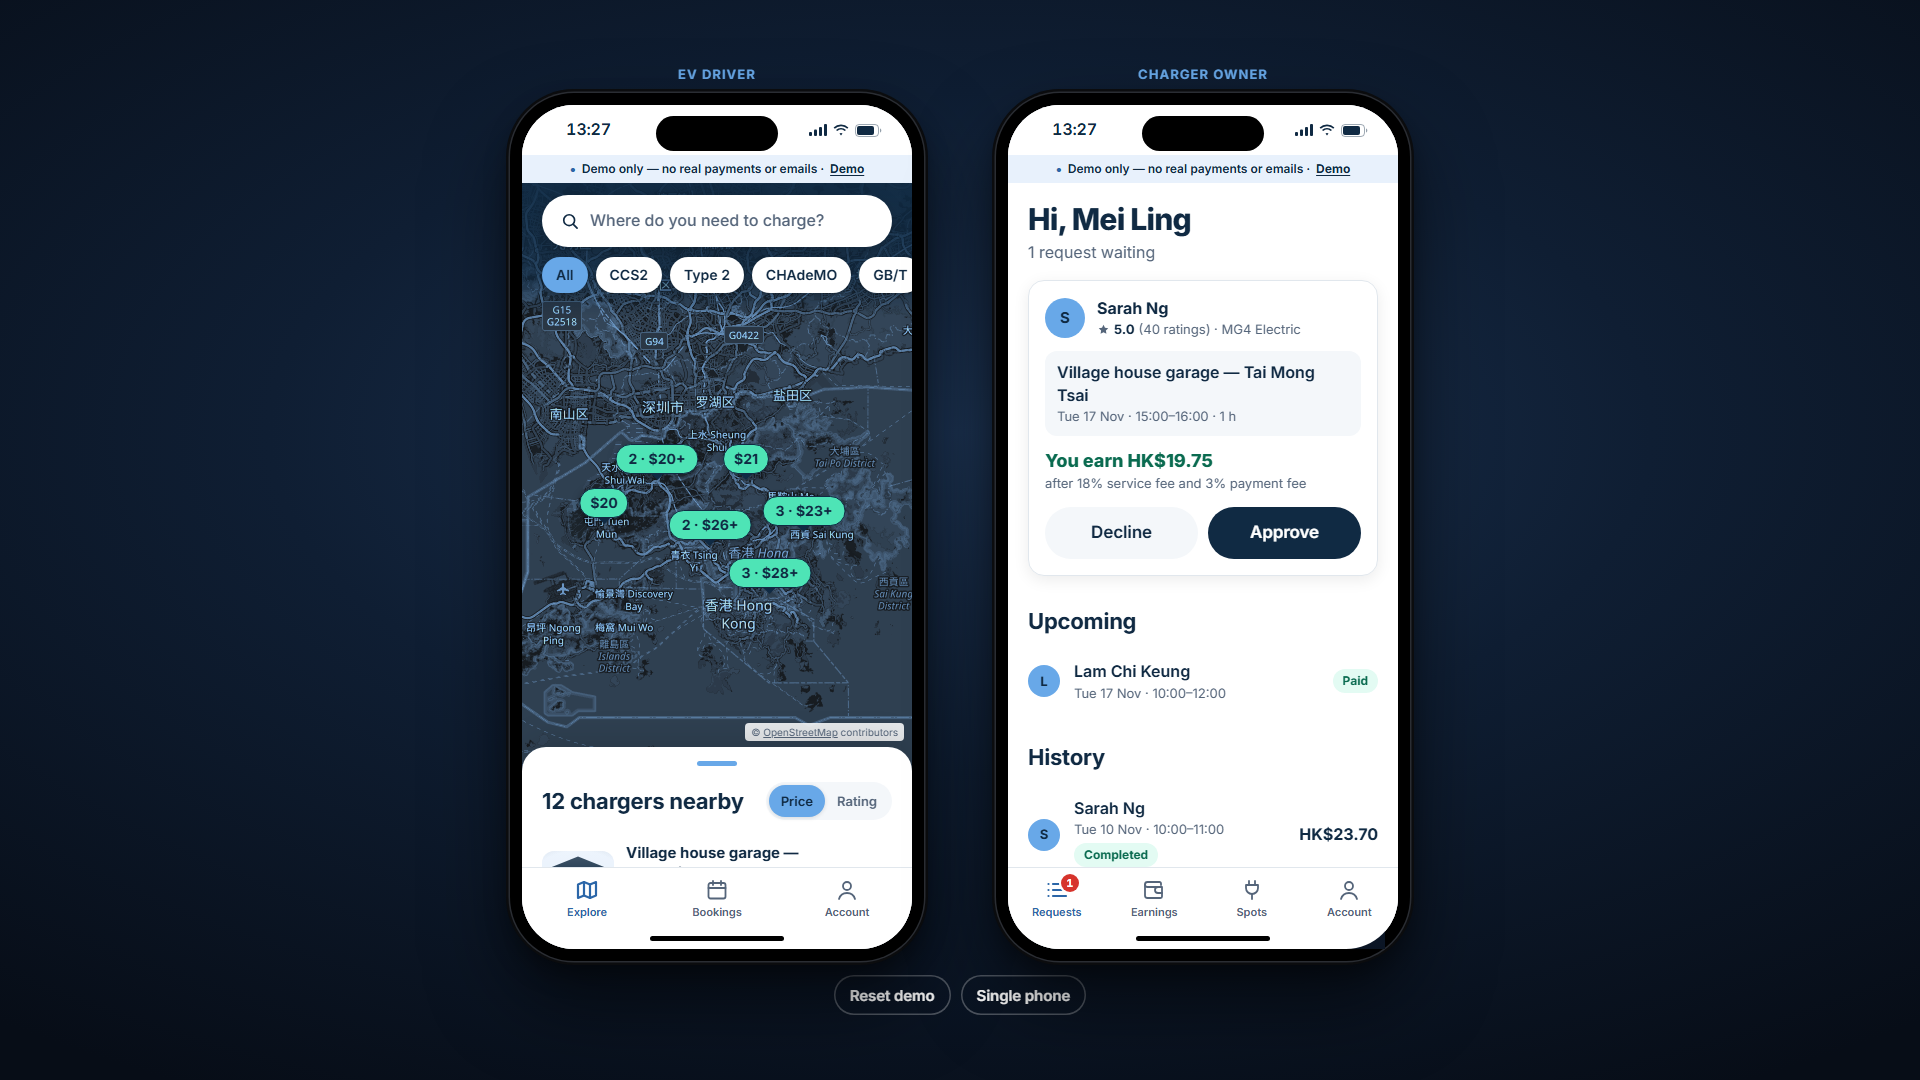 EV DRIVER
13:27
Demo only — no real payments or emails · Demo
Where do you need to charge?
All
CCS2
Type 2
CHAdeMO
GB/T
G15
G2518
G94
G0422
南山区
深圳市
罗湖区
盐田区
上水 Sheung
Shui
大埔區
Tai Po District
2 · $20+
$21
Shui Wai
$20
屯門 Tuen
Mun
3 · $23+
2 · $26+
西貢 Sai Kung
青衣 Tsing
Yi
香港 Hong
3 · $28+
西貢區
Sai Kung
District
愉景灣 Discovery
Bay
香港 Hong
Kong
昂坪 Ngong
Ping
梅窩 Mui Wo
離島區
Islands
District
© OpenStreetMap contributors
12 chargers nearby
Price
Rating
Village house garage —
Explore
Bookings
Account
CHARGER OWNER
13:27
Demo only — no real payments or emails · Demo
Hi, Mei Ling
1 request waiting
S
Sarah Ng
5.0 (40 ratings) · MG4 Electric
Village house garage — Tai Mong
Tsai
Tue 17 Nov · 15:00–16:00 · 1 h
You earn HK$19.75
after 18% service fee and 3% payment fee
Decline
Approve
Upcoming
L
Lam Chi Keung
Tue 17 Nov · 10:00–12:00
Paid
History
S
Sarah Ng
Tue 10 Nov · 10:00–11:00
Completed
HK$23.70
1
Requests
Earnings
Spots
Account
Reset demo
Single phone